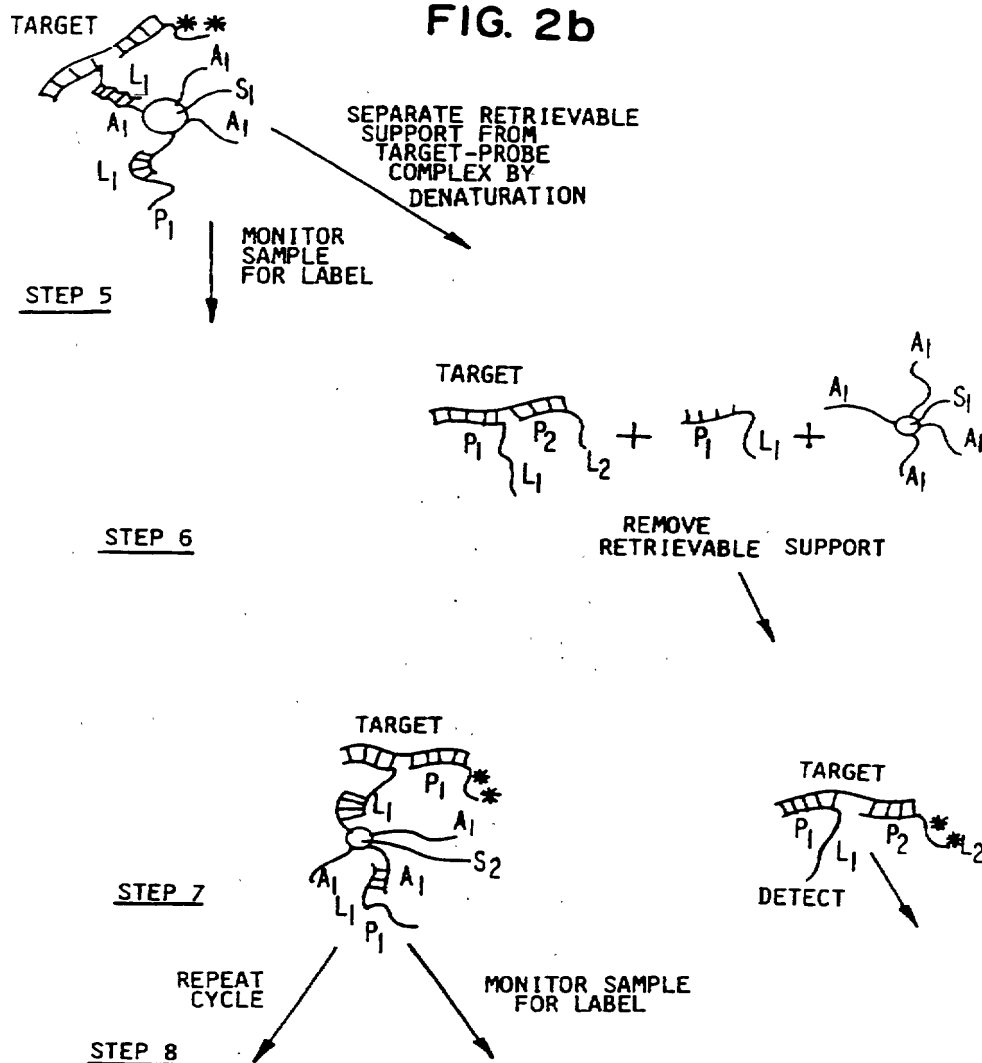 FIG. 2b
TARGET
**
L1
A1
S1
A1
A1
L1
P1
SEPARATE RETRIEVABLE
SUPPORT FROM
TARGET-PROBE
COMPLEX BY
DENATURATION
MONITOR
SAMPLE
FOR LABEL
STEP 5
TARGET
P1
P2
L1
L2
+
P1
L1
+
A1
A1
S1
A1
A1
STEP 6
REMOVE
RETRIEVABLE SUPPORT
TARGET
P1
**
L1
A1
S2
A1
A1
L1
P1
STEP 7
TARGET
P1
L1
P2
**L2
DETECT
REPEAT
CYCLE
MONITOR SAMPLE
FOR LABEL
STEP 8